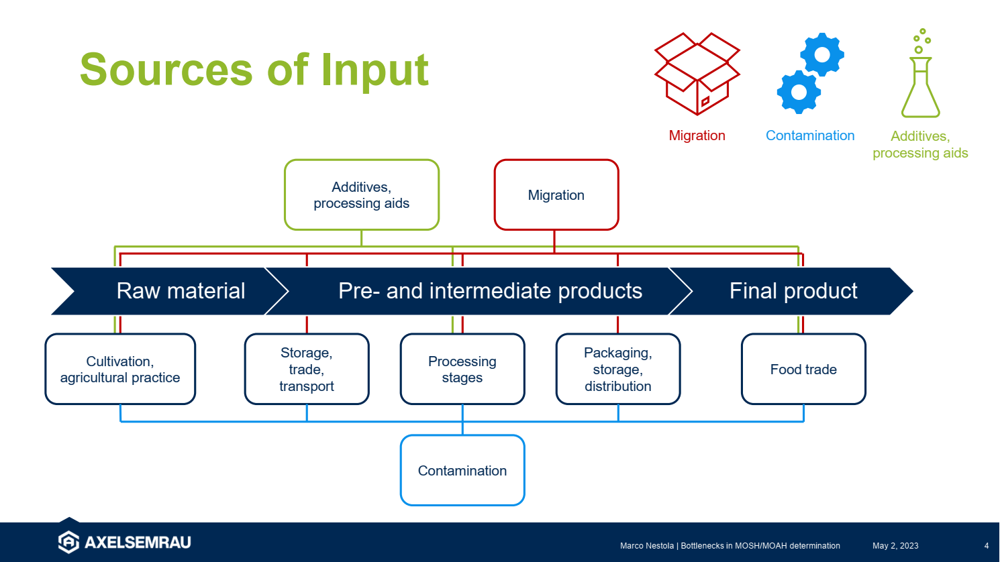 Sources of Input
Migration
Contamination
Additives,
processing aids
Additives,
processing aids
Migration
Raw material
Pre- and intermediate products
Final product
Cultivation,
agricultural practice
Storage,
trade,
transport
Processing
stages
Packaging,
storage,
distribution
Food trade
Contamination
AXELSEMRAU
Marco Nestola | Bottlenecks in MOSH/MOAH determination
May 2, 2023
4